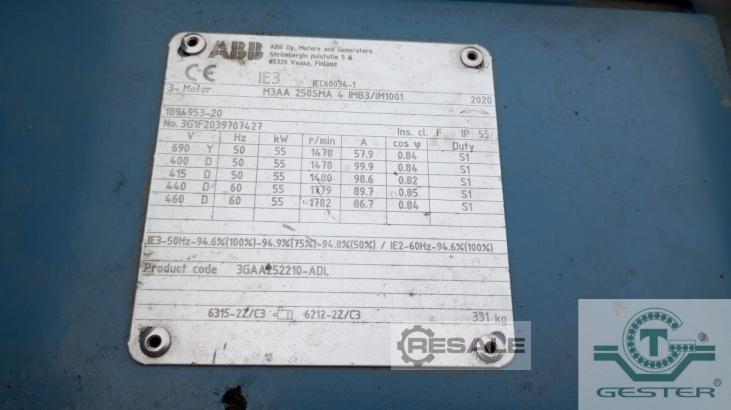 ABB
ABB Oy, Motors and Generators
Strömbergin puistotie 5 A
65320 Vaasa, Finland
CE IE3 IEC60034-1
3~ Motor M3AA 250SMA 4 IMB3/IM1001 2020
1894953-20
No. 3G1F2039707427 Ins. cl. F IP 55
V Hz kW r/min A cos φ Duty
690 Y 50 55 1478 57.9 0.84 S1
400 D 50 55 1478 99.9 0.84 S1
415 D 50 55 1480 98.6 0.82 S1
440 D 60 55 1779 89.7 0.85 S1
460 D 60 55 1782 86.7 0.84 S1
IE3-50Hz-94.6%(100%)-94.9%(75%)-94.8%(50%) / IE2-60Hz-94.6%(100%)
Product code 3GAA252210-ADL
6315-2Z/C3 6212-2Z/C3 331 kg
RESALE
GT
GESTER